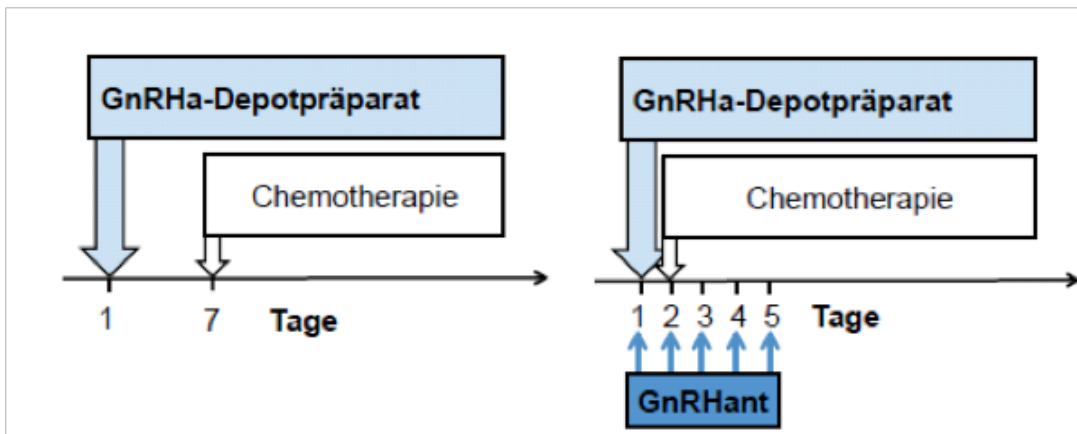 GnRHa-Depotpräparat
Chemotherapie
1 7 Tage
GnRHa-Depotpräparat
Chemotherapie
1 2 3 4 5 Tage
GnRHant